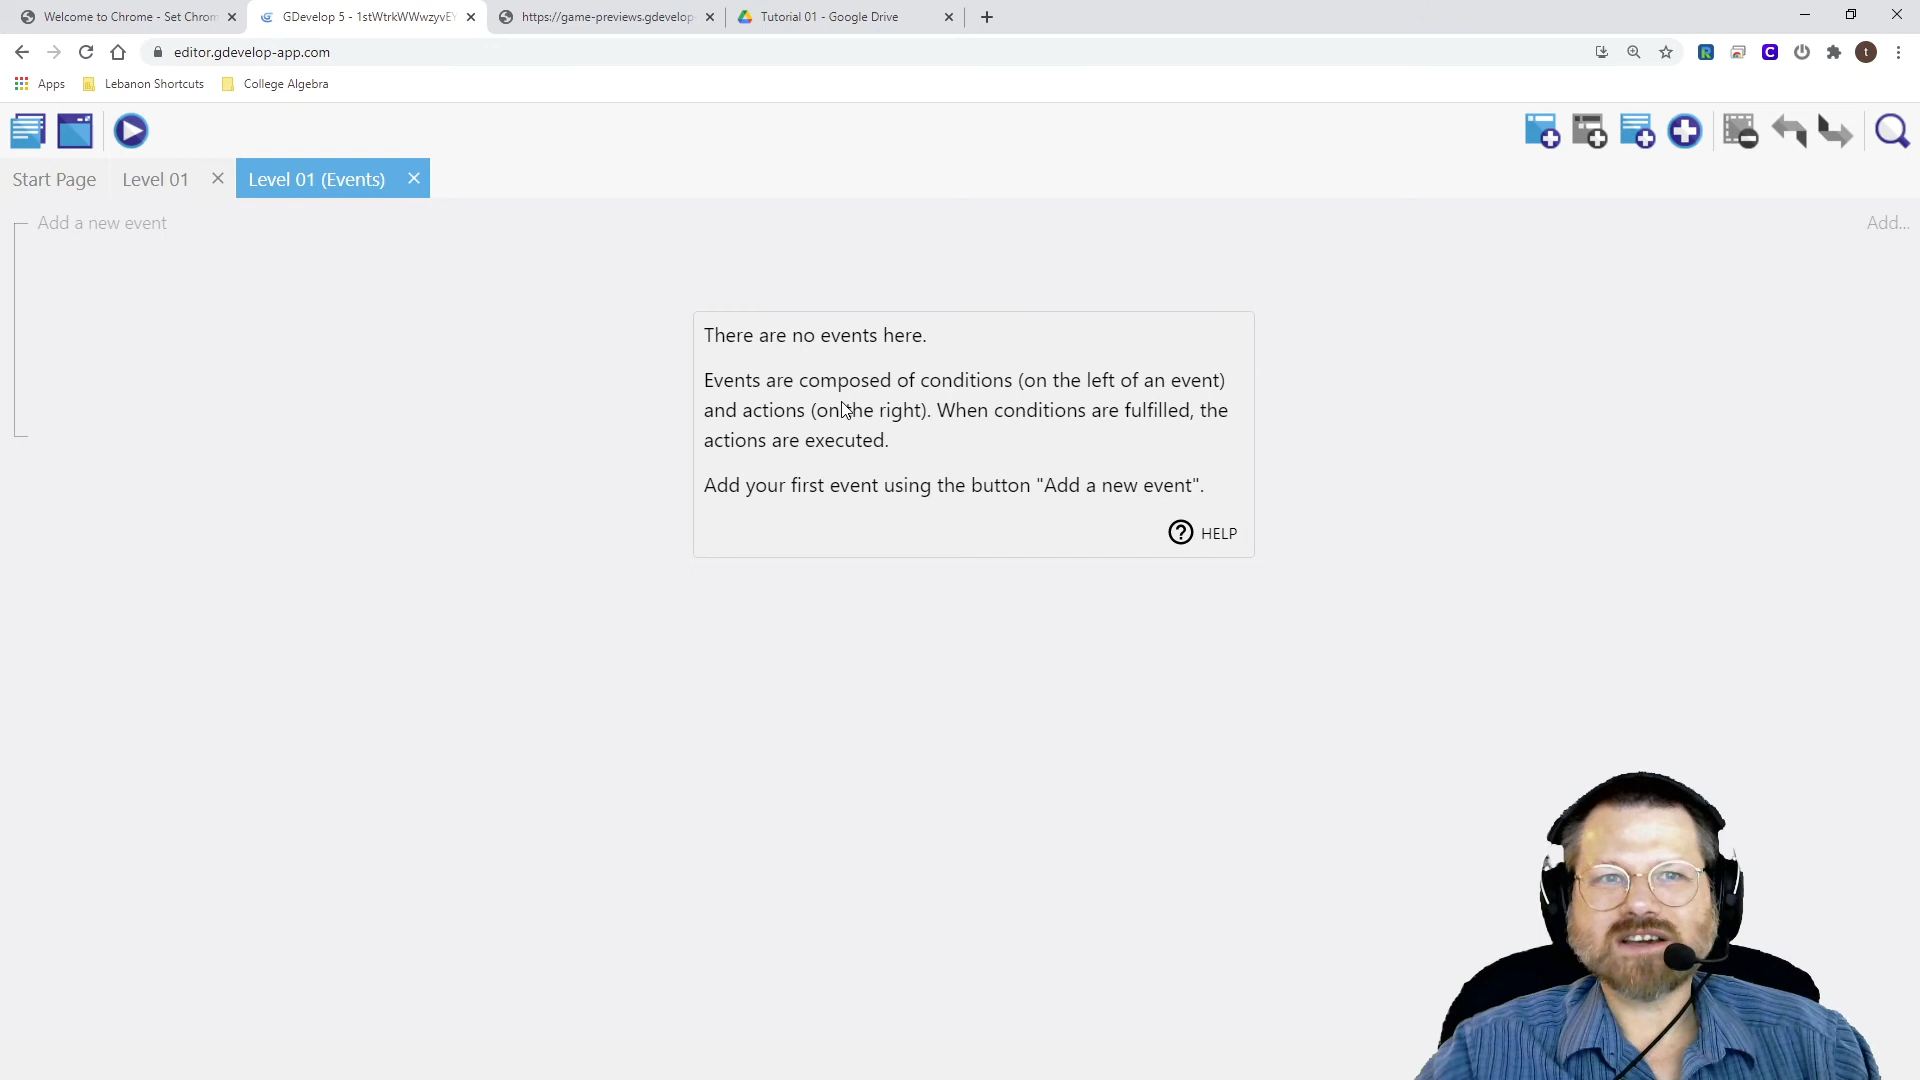 Welcome to Chrome - Set Chrom
GDevelop 5 - 1stWtrkWWwzyvEY
https://game-previews.gdevelop-
Tutorial 01 - Google Drive
editor.gdevelop-app.com
Apps
Lebanon Shortcuts
College Algebra
Start Page
Level 01
Level 01 (Events)
Add a new event
Add...
There are no events here.
Events are composed of conditions (on the left of an event)
and actions (on the right). When conditions are fulfilled, the
actions are executed.
Add your first event using the button "Add a new event".
HELP